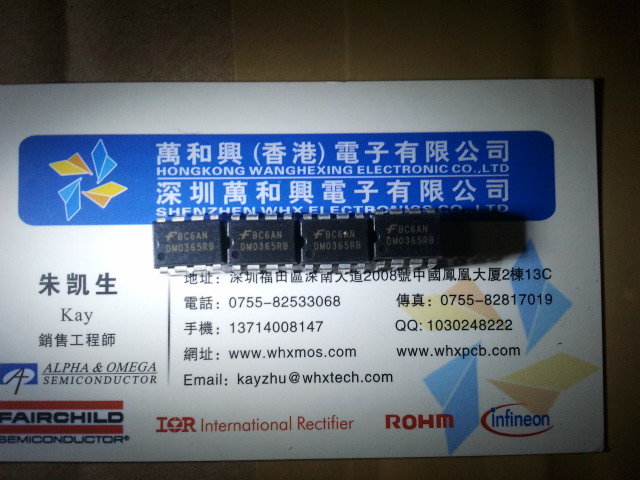 萬和興(香港)電子有限公司
HONGKONG WANGHEXING ELECTRONIC CO.,LTD
深圳萬和興電子有限公司
SHENZHEN WHX ELECTRONICS CO.,LTD
BC6AN BC6AN BC6AN BC6AN
DM0365RB DM0365RB DM0365RB DM0365RB
朱凱生
Kay
銷售工程師
地址:深圳福田區深南大道2008號中國鳳凰大厦2棟13C
電話:0755-82533068 傳真:0755-82817019
手機:13714008147 QQ:1030248222
網址:www.whxmos.com www.whxpcb.com
Email:kayzhu@whxtech.com
ALPHA & OMEGA
SEMICONDUCTOR
FAIRCHILD
SEMICONDUCTOR®
IOR International Rectifier
ROHM
infineon